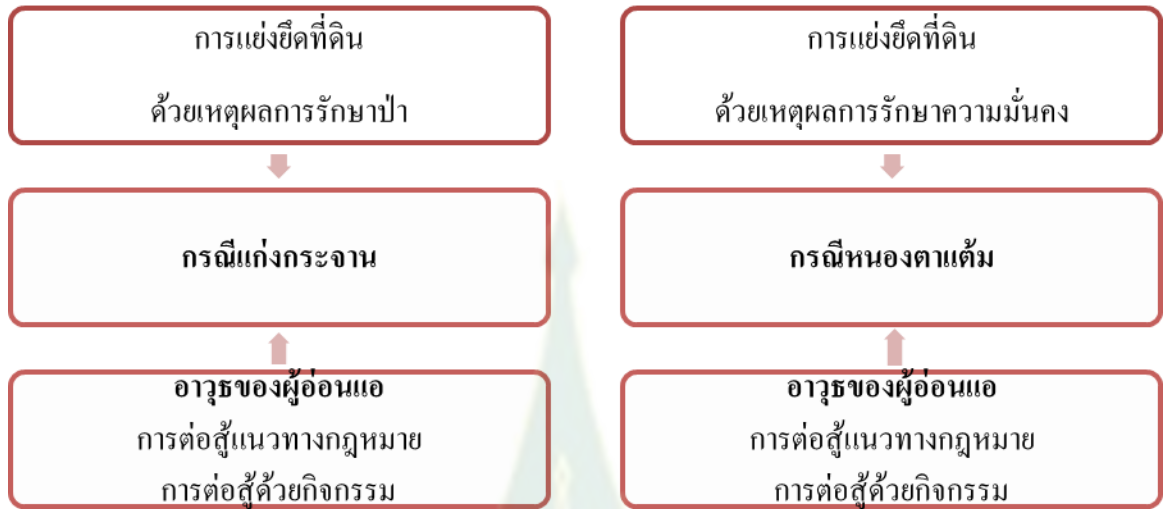 การแย่งยึดที่ดิน
ด้วยเหตุผลการรักษาป่า
กรณีแก่งกระจาน
อาวุธของผู้อ่อนแอ
การต่อสู้แนวทางกฎหมาย
การต่อสู้ด้วยกิจกรรม
การแย่งยึดที่ดิน
ด้วยเหตุผลการรักษาความมั่นคง
กรณีหนองตาแต้ม
อาวุธของผู้อ่อนแอ
การต่อสู้แนวทางกฎหมาย
การต่อสู้ด้วยกิจกรรม